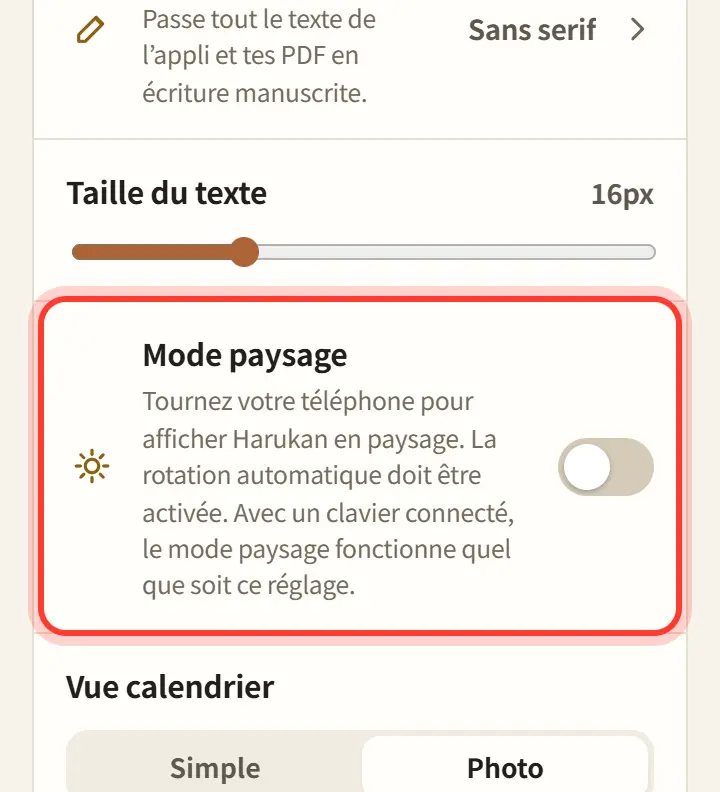 Passe tout le texte de
l’appli et tes PDF en
écriture manuscrite.
Sans serif
Taille du texte
16px
Mode paysage
Tournez votre téléphone pour
afficher Harukan en paysage. La
rotation automatique doit être
activée. Avec un clavier connecté,
le mode paysage fonctionne quel
que soit ce réglage.
Vue calendrier
Simple
Photo